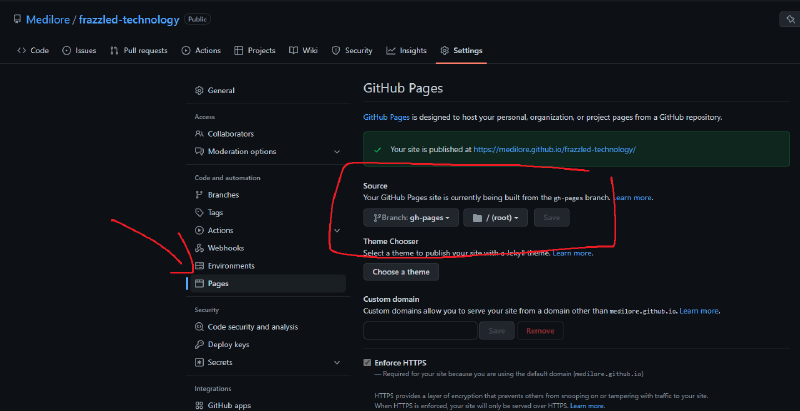 Medilore / frazzled-technology Public
Code Issues Pull requests Actions Projects Wiki Security Insights Settings
General
Access
Collaborators
Moderation options
Code and automation
Branches
Tags
Actions
Webhooks
Environments
Pages
Security
Code security and analysis
Deploy keys
Secrets
Integrations
GitHub apps
GitHub Pages
GitHub Pages is designed to host your personal, organization, or project pages from a GitHub repository.
Your site is published at https://medilore.github.io/frazzled-technology/
Source
Your GitHub Pages site is currently being built from the gh-pages branch. Learn more.
Branch: gh-pages / (root) Save
Theme Chooser
Select a theme to publish your site with a Jekyll theme. Learn more.
Choose a theme
Custom domain
Custom domains allow you to serve your site from a domain other than medilore.github.io. Learn more.
Save Remove
Enforce HTTPS
— Required for your site because you are using the default domain (medilore.github.io)
HTTPS provides a layer of encryption that prevents others from snooping on or tampering with traffic to your site.
When HTTPS is enforced, your site will only be served over HTTPS. Learn more.